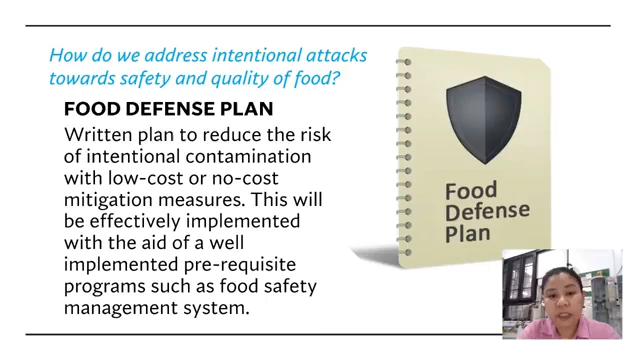 How do we address intentional attacks
towards safety and quality of food?
FOOD DEFENSE PLAN
Written plan to reduce the risk
of intentional contamination
with low-cost or no-cost
mitigation measures. This will
be effectively implemented
with the aid of a well
implemented pre-requisite
programs such as food safety
management system.
Food
Defense
Plan